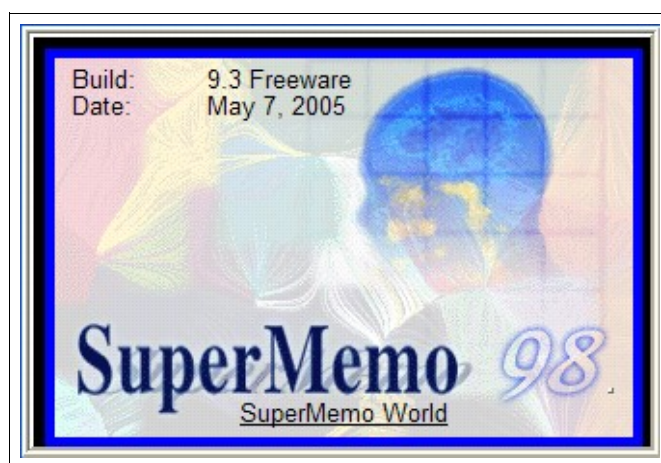 Build: 9.3 Freeware
Date: May 7, 2005
SuperMemo 98
SuperMemo World